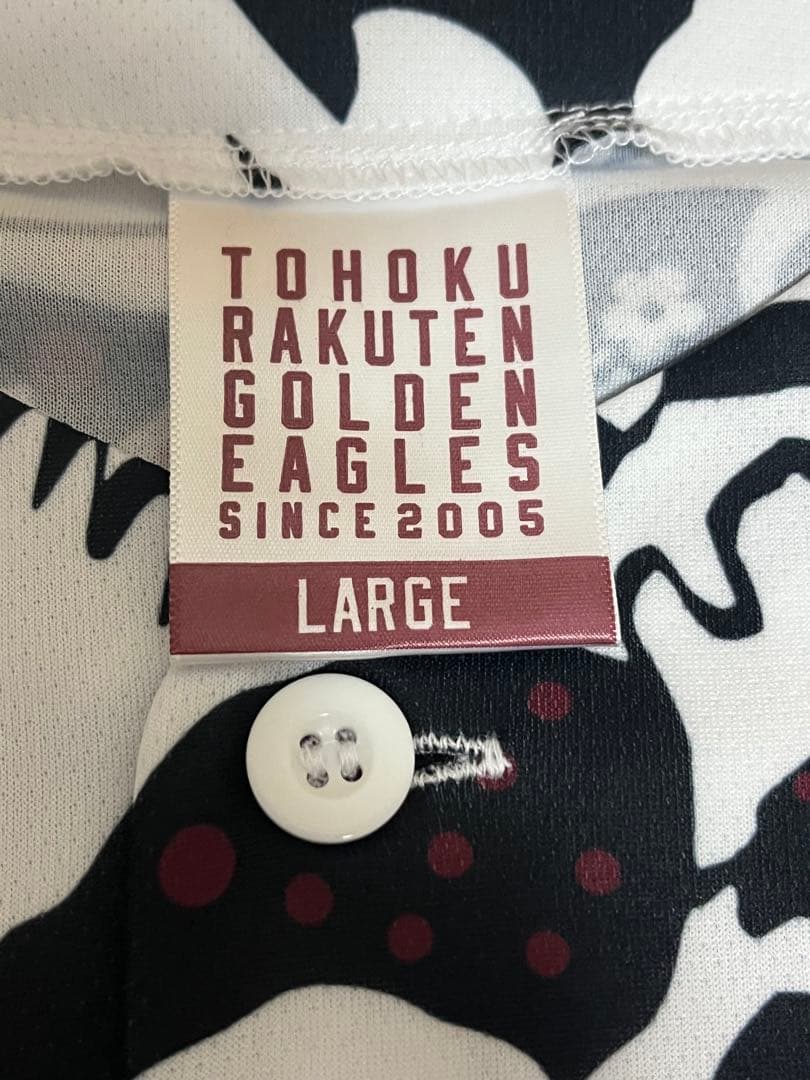 TOHOKU
RAKUTEN
GOLDEN
EAGLES
SINCE 2005
LARGE